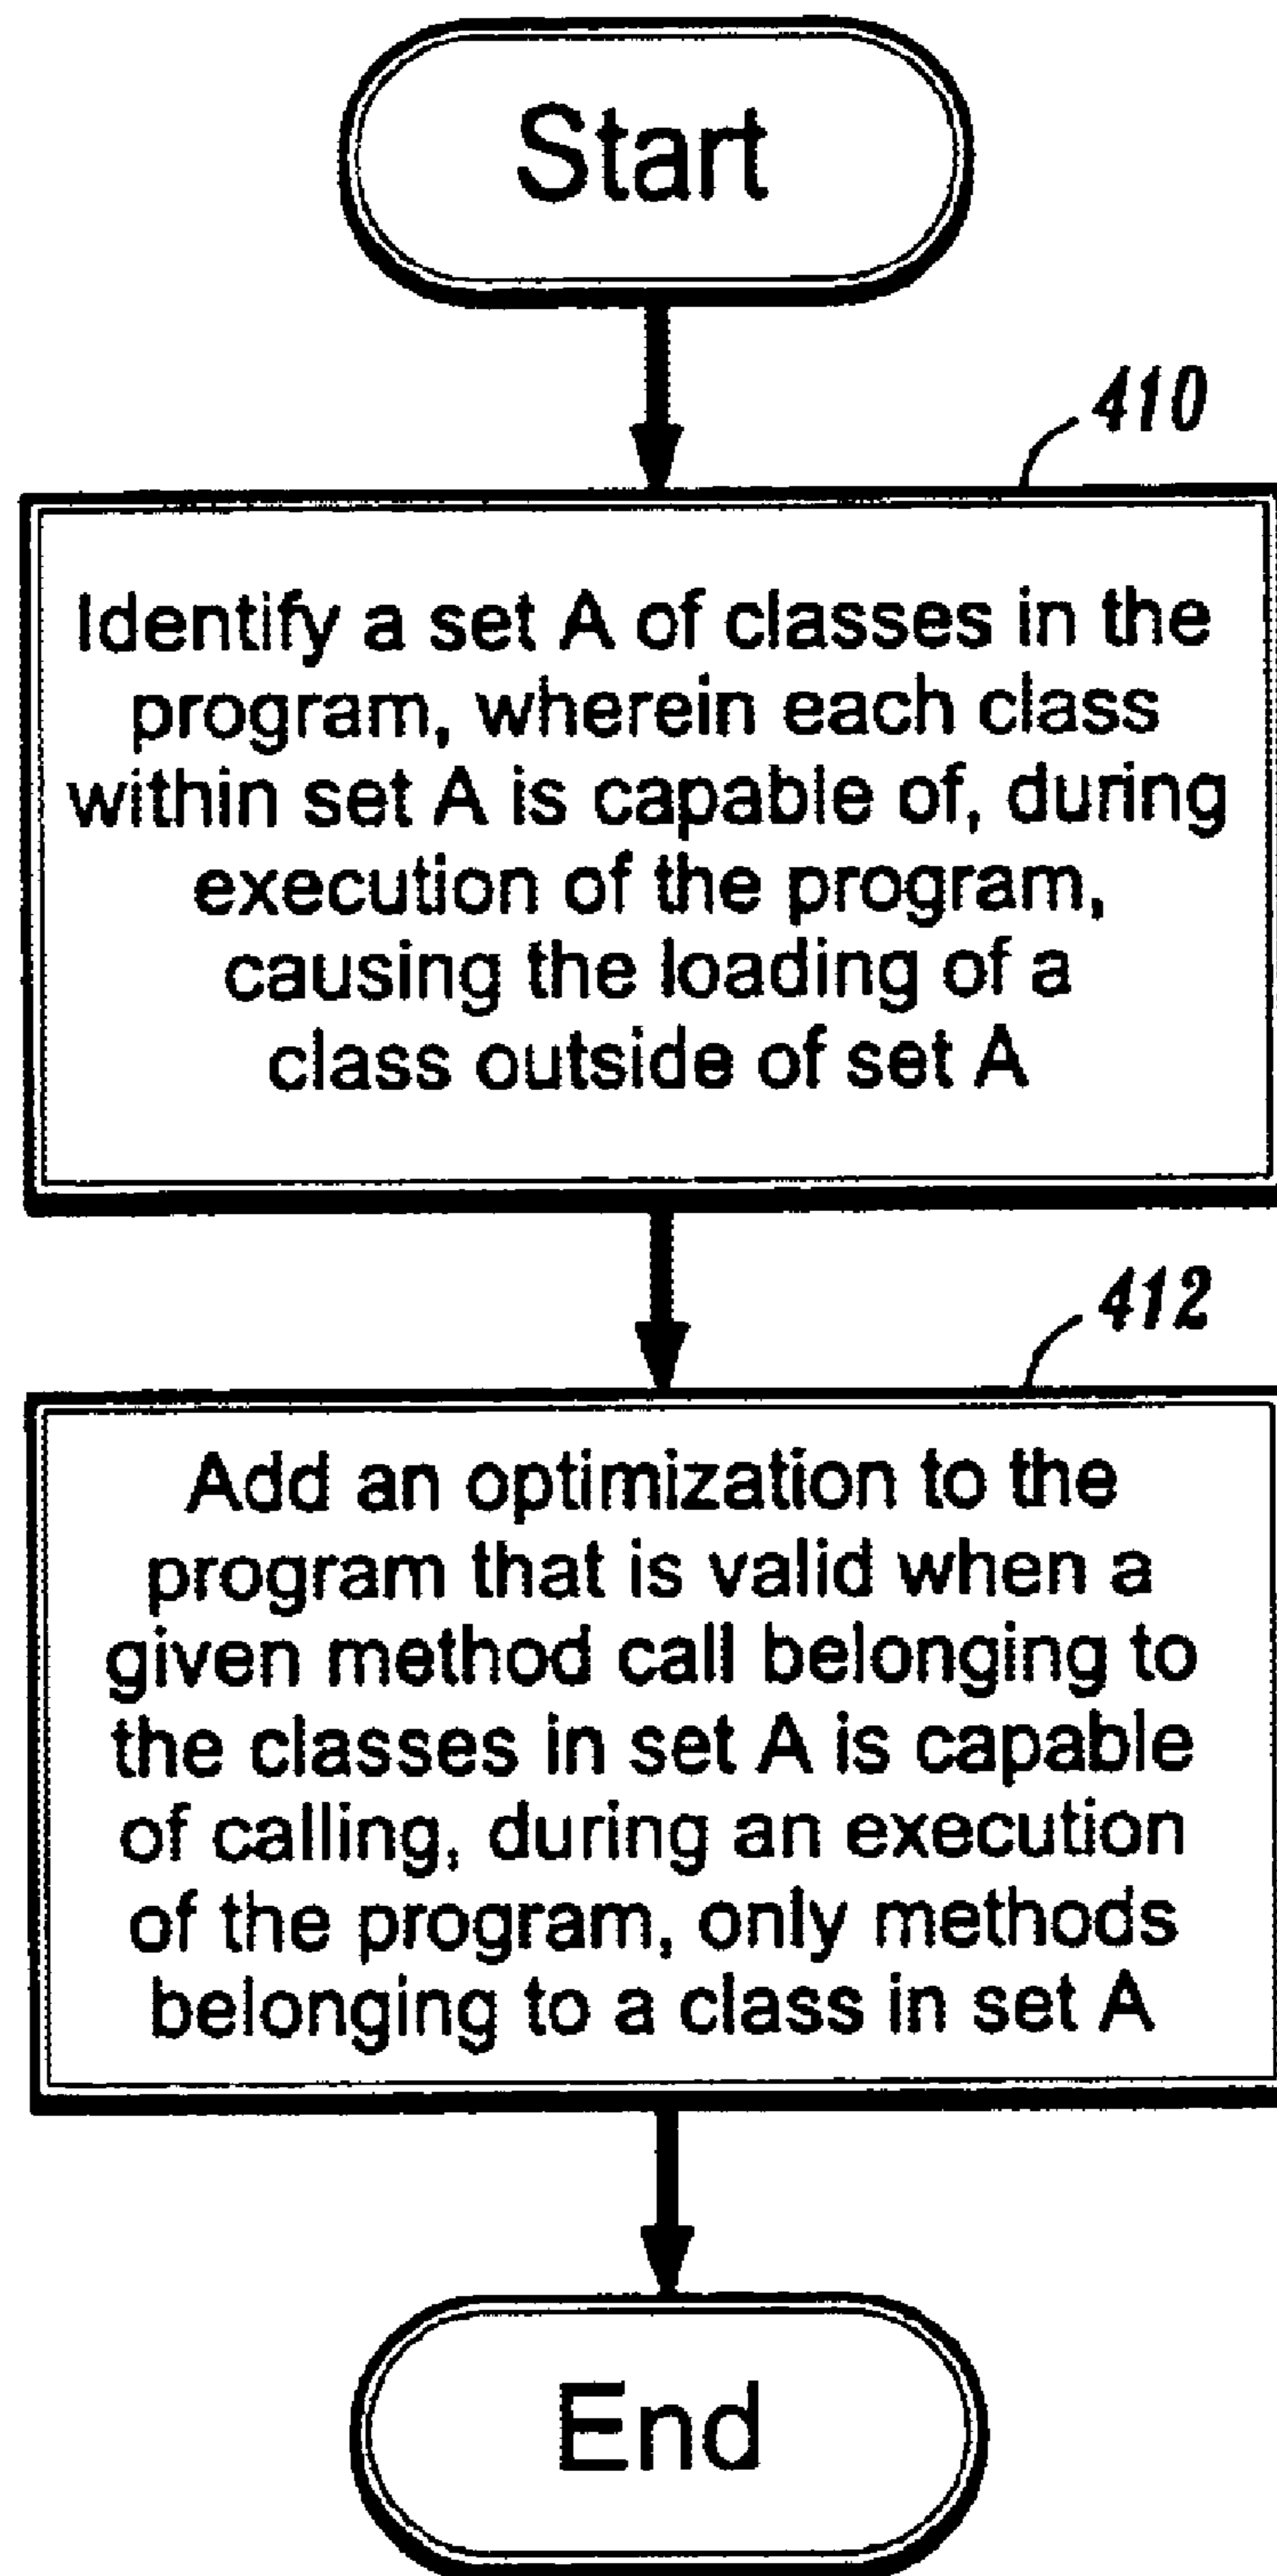 Start
410
Identify a set A of classes in the
program, wherein each class
within set A is capable of, during
execution of the program,
causing the loading of a
class outside of set A
412
Add an optimization to the
program that is valid when a
given method call belonging to
the classes in set A is capable
of calling, during an execution
of the program, only methods
belonging to a class in set A
End